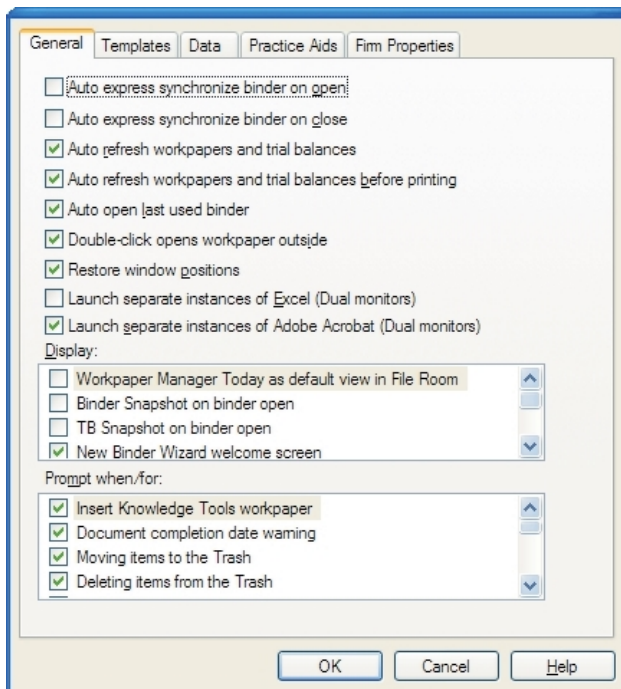 General Templates Data Practice Aids Firm Properties
Auto express synchronize binder on open
Auto express synchronize binder on close
Auto refresh workpapers and trial balances
Auto refresh workpapers and trial balances before printing
Auto open last used binder
Double-click opens workpaper outside
Restore window positions
Launch separate instances of Excel (Dual monitors)
Launch separate instances of Adobe Acrobat (Dual monitors)
Display:
Workpaper Manager Today as default view in File Room
Binder Snapshot on binder open
TB Snapshot on binder open
New Binder Wizard welcome screen
Prompt when/for:
Insert Knowledge Tools workpaper
Document completion date warning
Moving items to the Trash
Deleting items from the Trash
OK Cancel Help